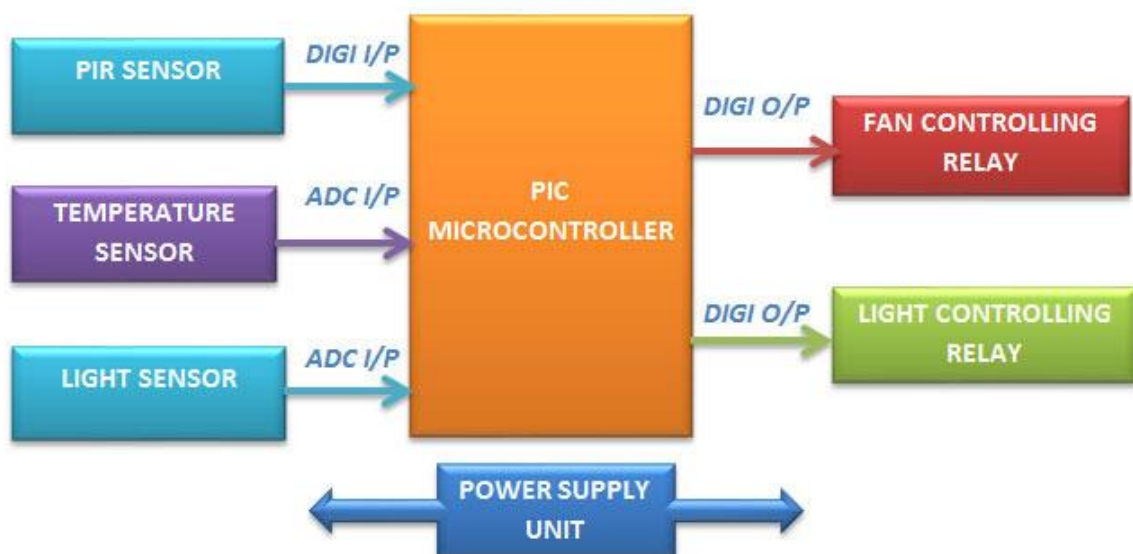 PIR SENSOR
DIGI I/P
TEMPERATURE
SENSOR
ADC I/P
LIGHT SENSOR
ADC I/P
PIC
MICROCONTROLLER
DIGI O/P
FAN CONTROLLING
RELAY
DIGI O/P
LIGHT CONTROLLING
RELAY
POWER SUPPLY
UNIT